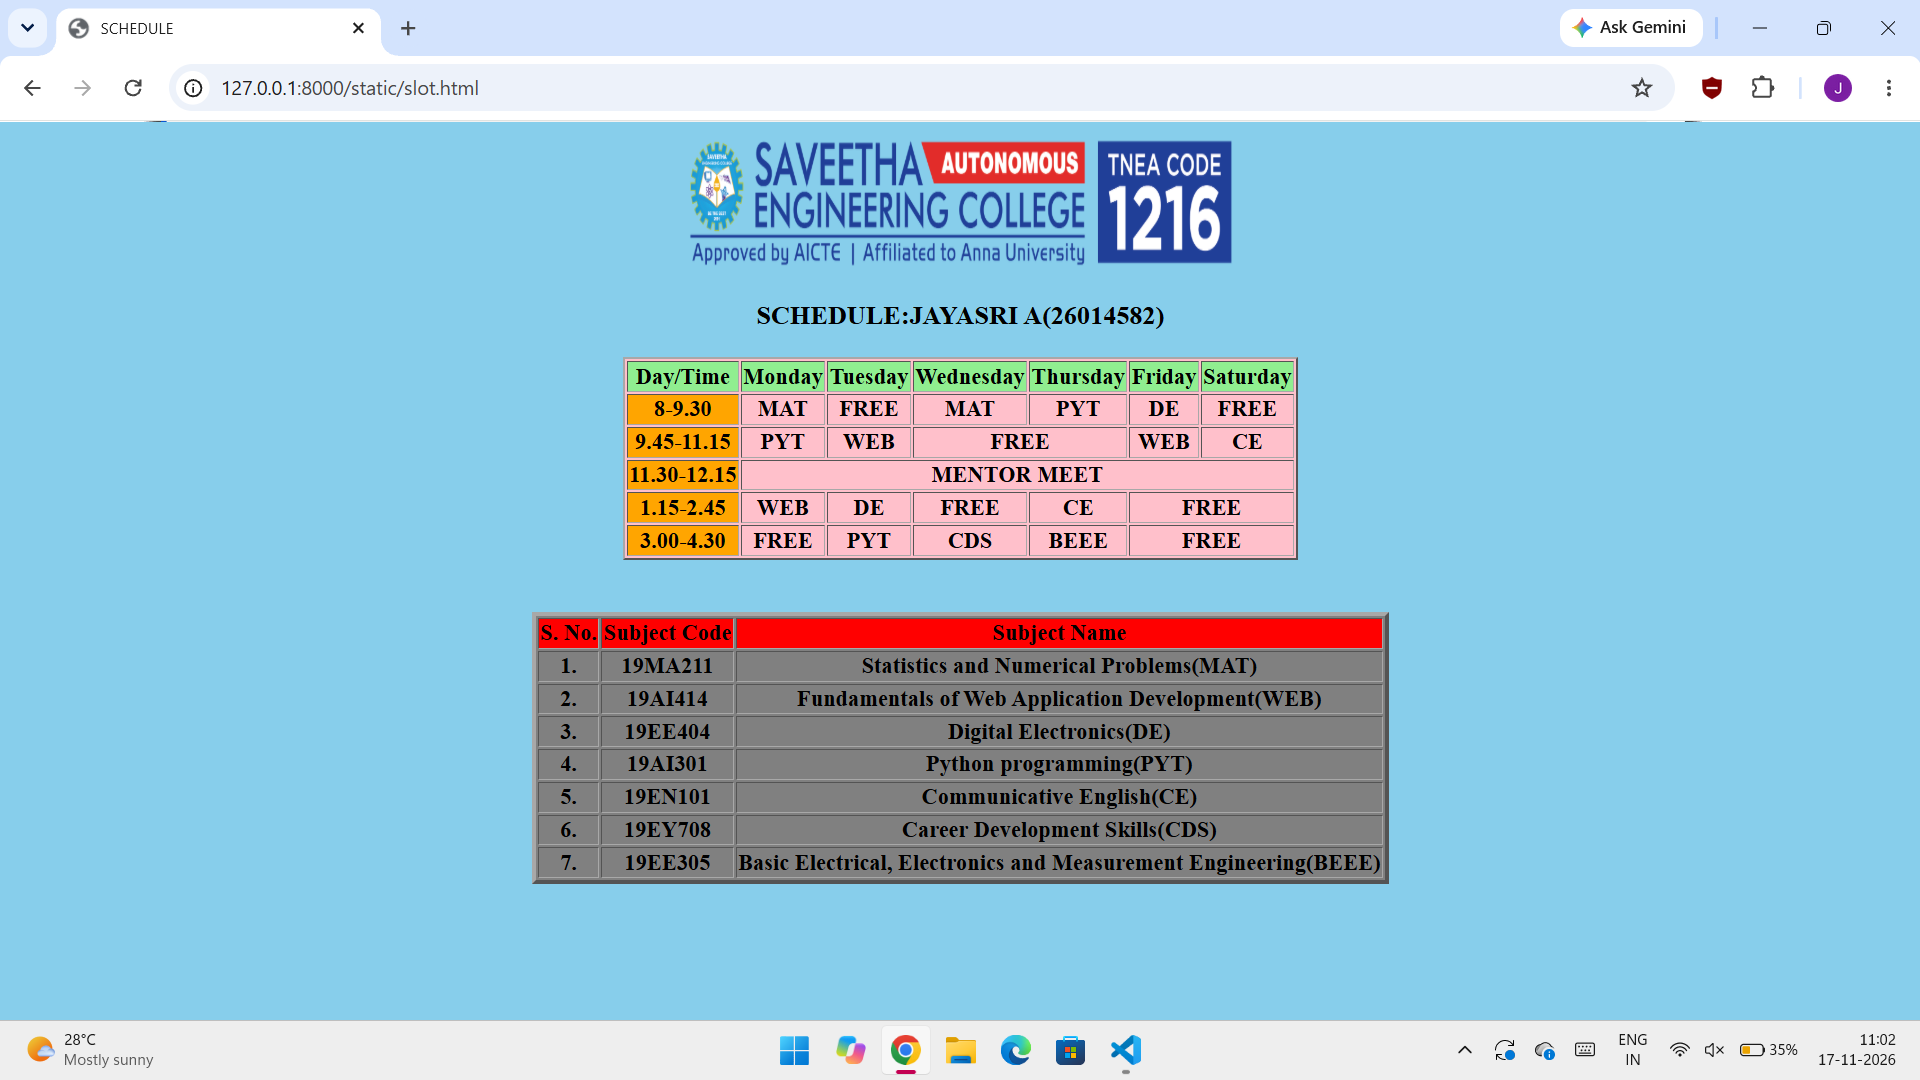 SCHEDULE
Ask Gemini
127.0.0.1:8000/static/slot.html
J
SAVEETHA AUTONOMOUS
ENGINEERING COLLEGE
Approved by AICTE | Affiliated to Anna University
TNEA CODE
1216
SCHEDULE:JAYASRI A(26014582)
Day/Time Monday Tuesday Wednesday Thursday Friday Saturday
8-9.30 MAT FREE MAT PYT DE FREE
9.45-11.15 PYT WEB FREE WEB CE
11.30-12.15 MENTOR MEET
1.15-2.45 WEB DE FREE CE FREE
3.00-4.30 FREE PYT CDS BEEE FREE
S. No. Subject Code Subject Name
1. 19MA211 Statistics and Numerical Problems(MAT)
2. 19AI414 Fundamentals of Web Application Development(WEB)
3. 19EE404 Digital Electronics(DE)
4. 19AI301 Python programming(PYT)
5. 19EN101 Communicative English(CE)
6. 19EY708 Career Development Skills(CDS)
7. 19EE305 Basic Electrical, Electronics and Measurement Engineering(BEEE)
28°C
Mostly sunny
ENG
IN
35%
11:02
17-11-2026